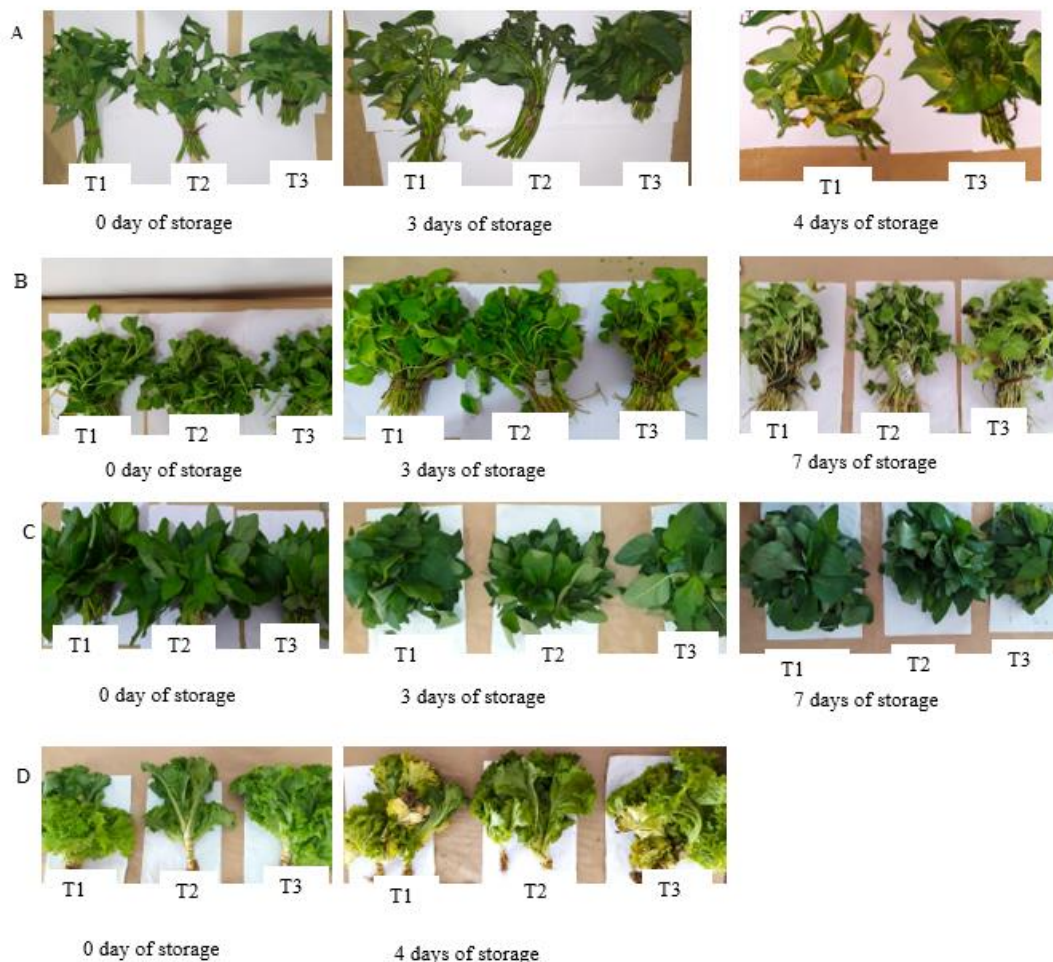 A
T1 T2 T3
0 day of storage
T1 T2 T3
3 days of storage
T1 T3
4 days of storage
B
T1 T2 T3
0 day of storage
T1 T2 T3
3 days of storage
T1 T2 T3
7 days of storage
C
T1 T2 T3
0 day of storage
T1 T2 T3
3 days of storage
T1 T2 T3
7 days of storage
D
T1 T2 T3
0 day of storage
T1 T2 T3
4 days of storage